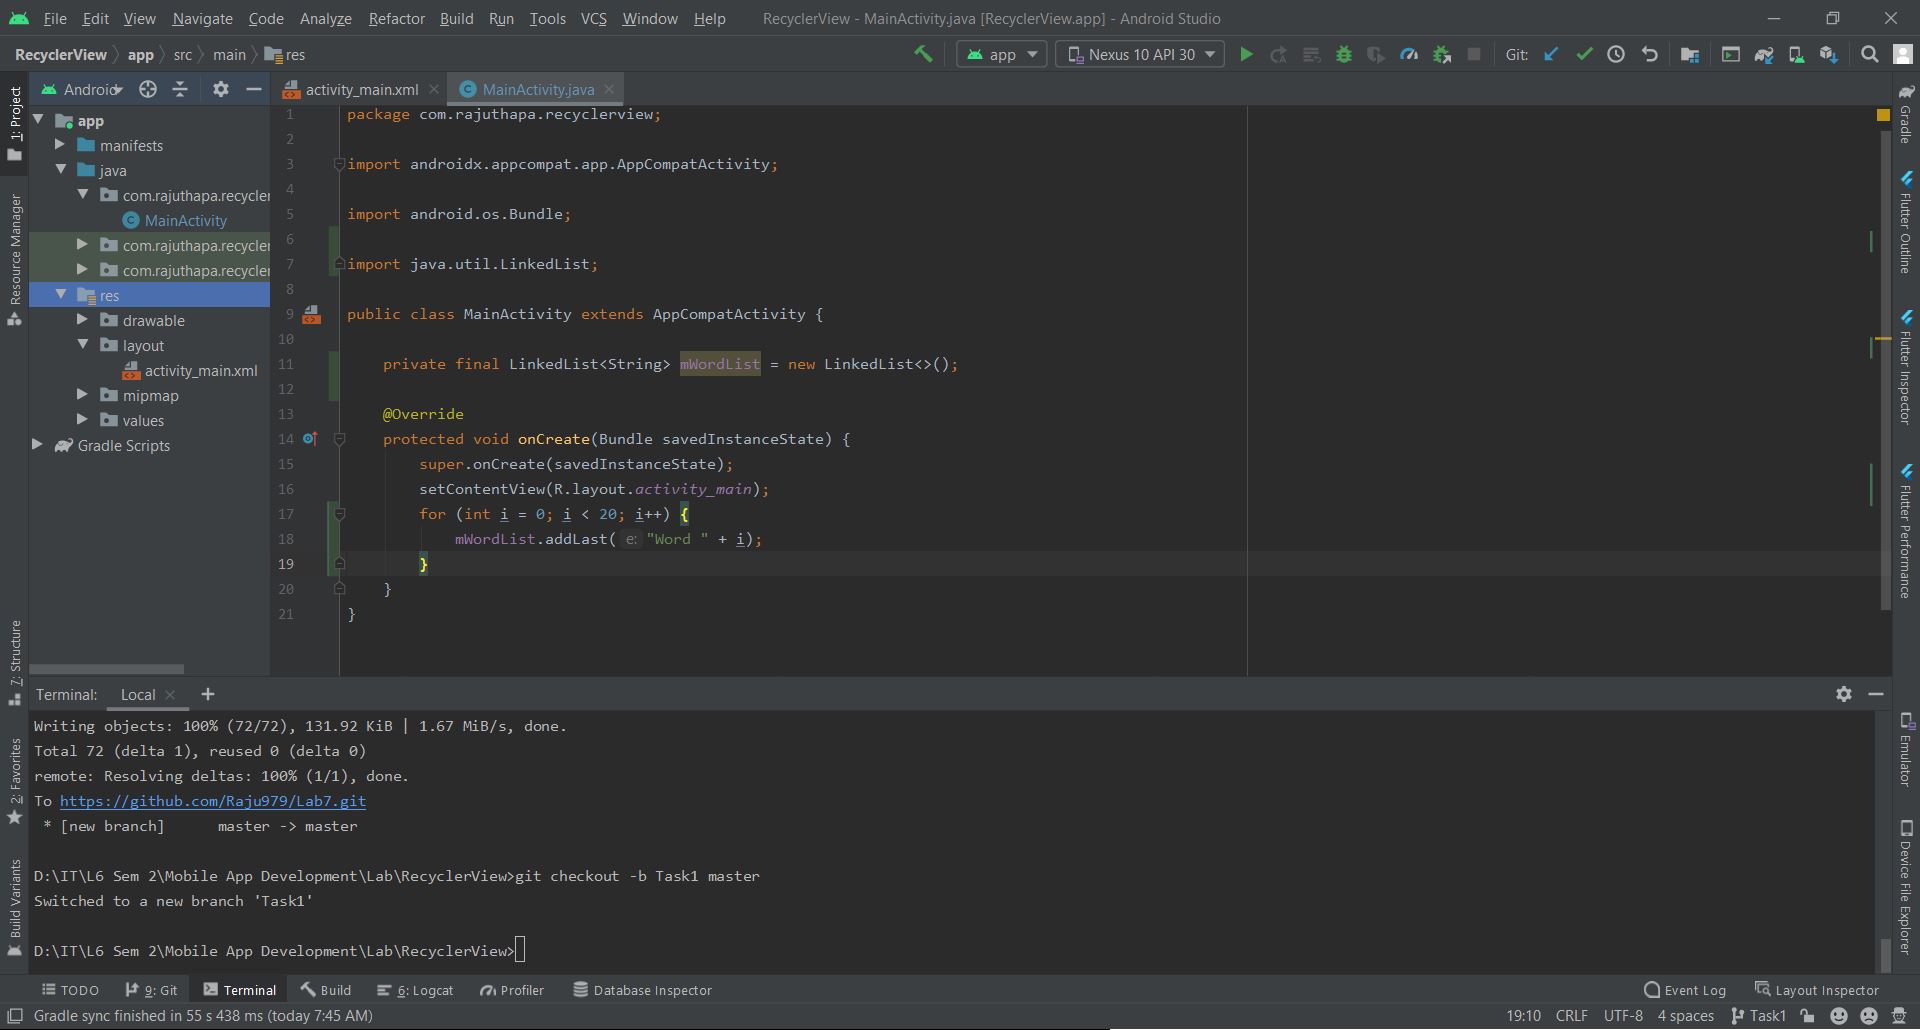 File Edit View Navigate Code Analyze Refactor Build Run Tools VCS Window Help RecyclerView - MainActivity.java [RecyclerView.app] - Android Studio
RecyclerView app src main res app Nexus 10 API 30 Git:
Android activity_main.xml MainActivity.java
1: Project
Resource Manager
7: Structure
2: Favorites
Build Variants
app
manifests
java
com.rajuthapa.recycler
MainActivity
com.rajuthapa.recycler
com.rajuthapa.recycler
res
drawable
layout
activity_main.xml
mipmap
values
Gradle Scripts
1 package com.rajuthapa.recyclerview;
2
3 import androidx.appcompat.app.AppCompatActivity;
4
5 import android.os.Bundle;
6
7 import java.util.LinkedList;
8
9 public class MainActivity extends AppCompatActivity {
10
11 private final LinkedList<String> mWordList = new LinkedList<>();
12
13 @Override
14 protected void onCreate(Bundle savedInstanceState) {
15 super.onCreate(savedInstanceState);
16 setContentView(R.layout.activity_main);
17 for (int i = 0; i < 20; i++) {
18 mWordList.addLast( e: "Word " + i);
19 }
20 }
21 }
Gradle
Flutter Outline
Flutter Inspector
Flutter Performance
Emulator
Device File Explorer
Terminal: Local
Writing objects: 100% (72/72), 131.92 KiB | 1.67 MiB/s, done.
Total 72 (delta 1), reused 0 (delta 0)
remote: Resolving deltas: 100% (1/1), done.
To https://github.com/Raju979/Lab7.git
* [new branch] master -> master
D:\IT\L6 Sem 2\Mobile App Development\Lab\RecyclerView>git checkout -b Task1 master
Switched to a new branch 'Task1'
D:\IT\L6 Sem 2\Mobile App Development\Lab\RecyclerView>
TODO 9: Git Terminal Build 6: Logcat Profiler Database Inspector Event Log Layout Inspector
Gradle sync finished in 55 s 438 ms (today 7:45 AM) 19:10 CRLF UTF-8 4 spaces Task1